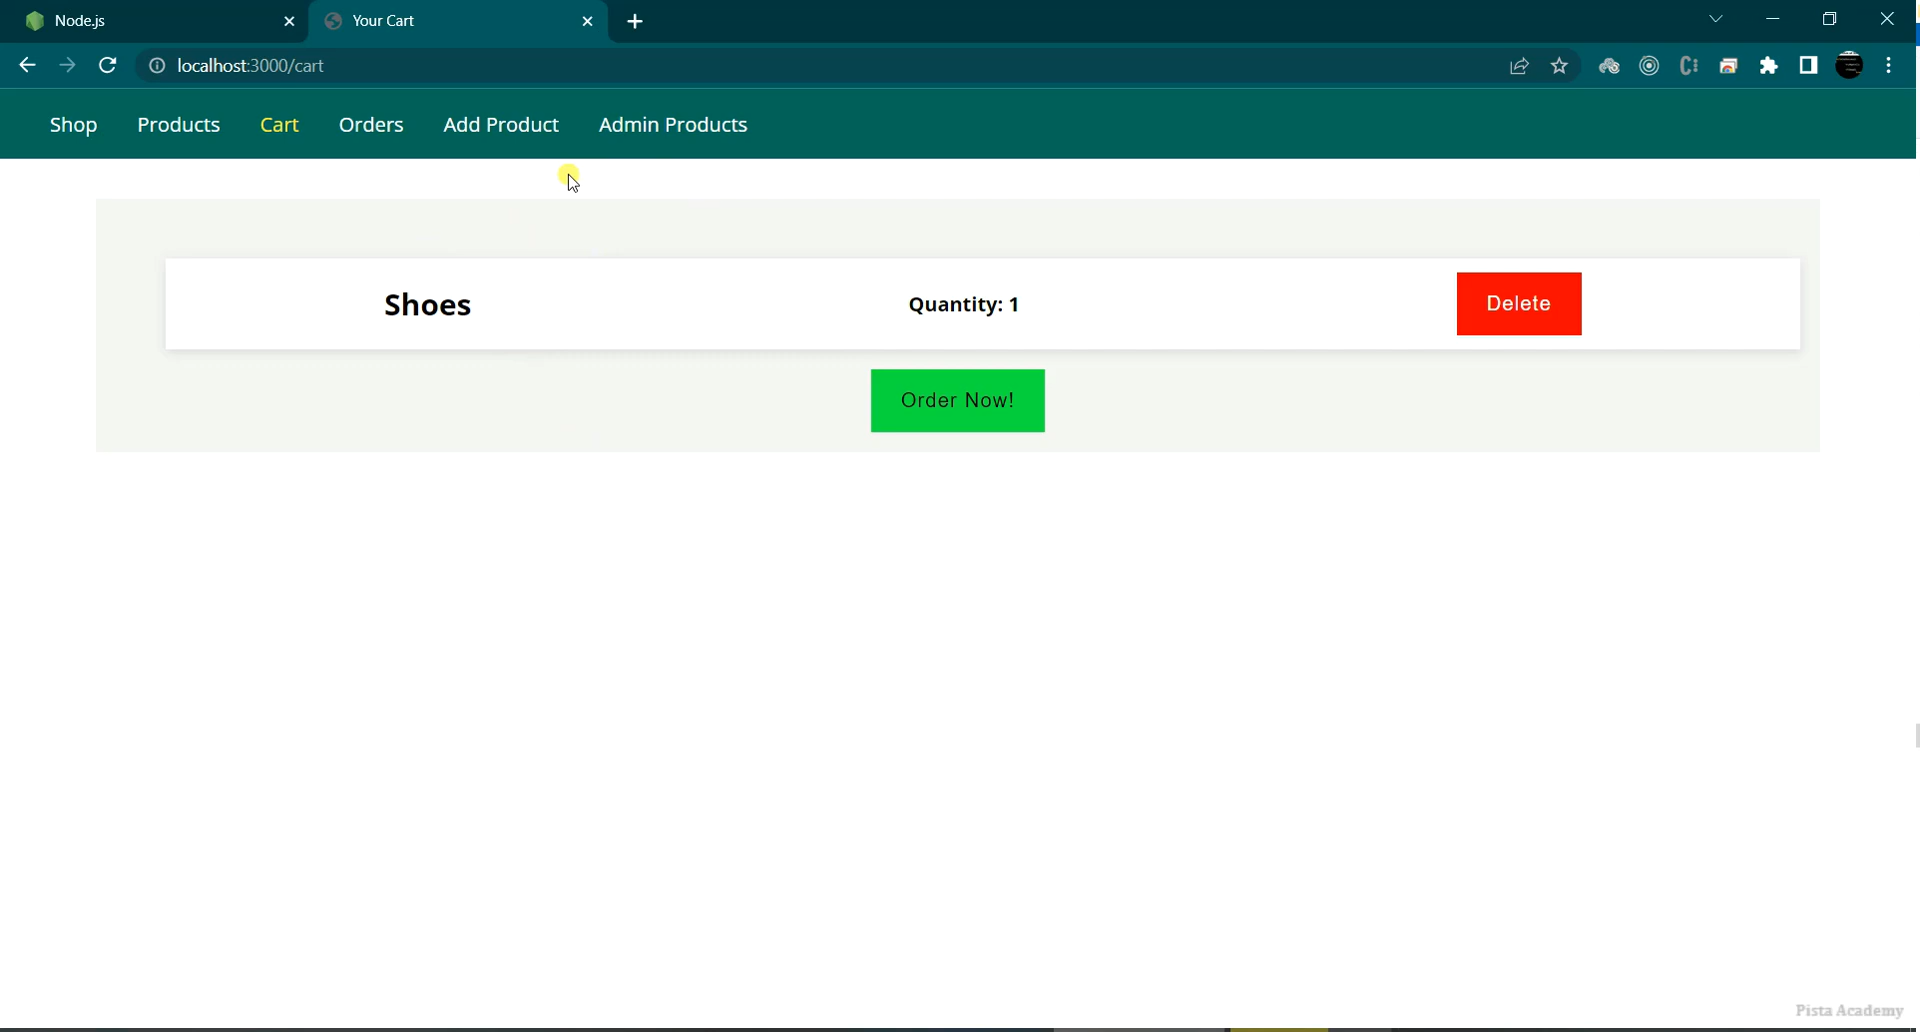 Node.js
Your Cart
localhost:3000/cart
Shop Products Cart Orders Add Product Admin Products
Shoes Quantity: 1 Delete
Order Now!
Pista Academy